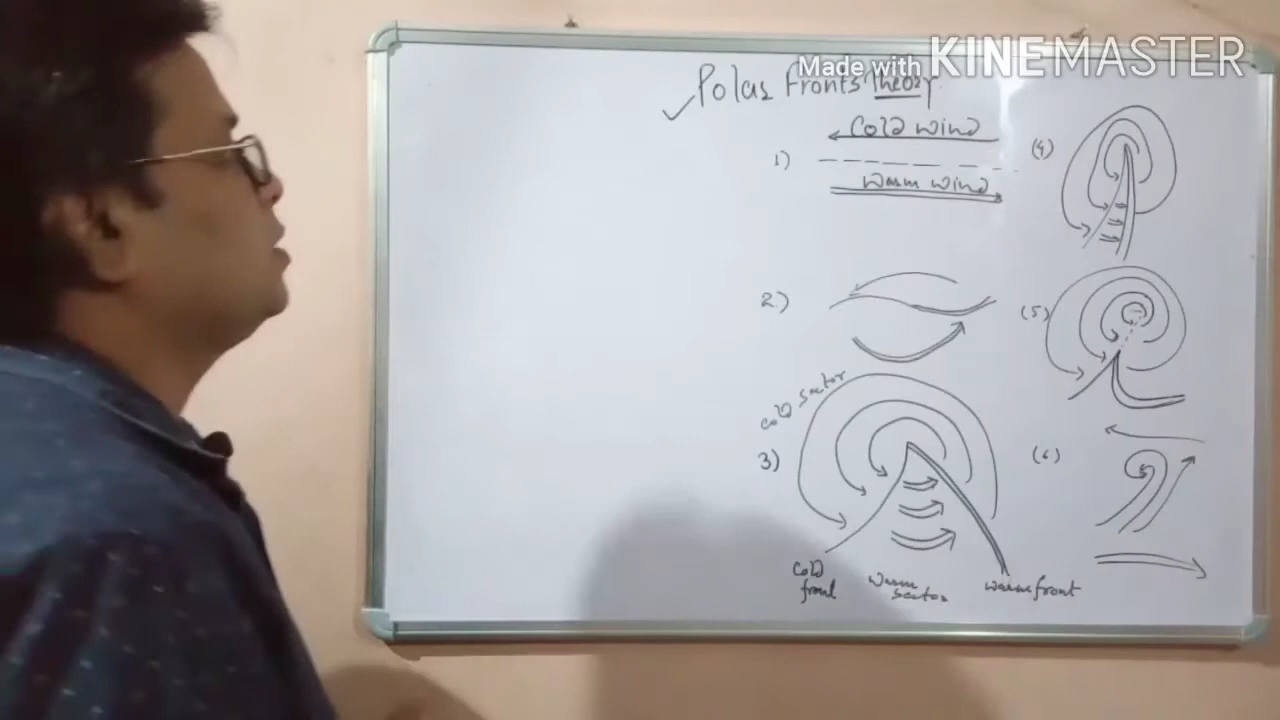 Made with KINEMASTER
Polar Fronts Theory
1)
Cold wind
Warm wind
2)
3)
cold sector
cold front
warm sector
warm front
(4)
(5)
(6)